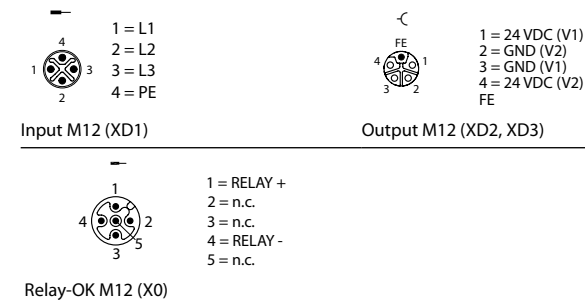 4
1
3
2
1 = L1
2 = L2
3 = L3
4 = PE
Input M12 (XD1)
FE
4
1
3
2
1 = 24 VDC (V1)
2 = GND (V2)
3 = GND (V1)
4 = 24 VDC (V2)
FE
Output M12 (XD2, XD3)
1
4
2
5
3
1 = RELAY +
2 = n.c.
3 = n.c.
4 = RELAY -
5 = n.c.
Relay-OK M12 (X0)